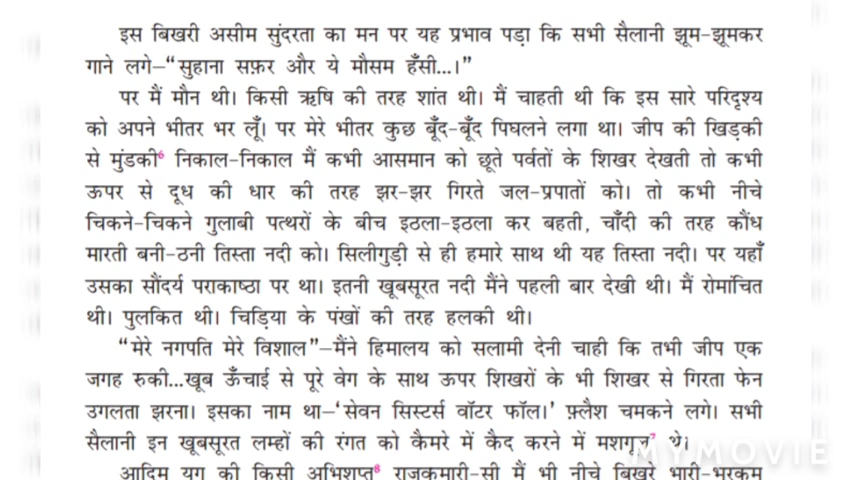 इस बिखरी असीम सुंदरता का मन पर यह प्रभाव पड़ा कि सभी सैलानी झूम-झूमकर
गाने लगे–“सुहाना सफ़र और ये मौसम हँसी...।”
पर मैं मौन थी। किसी ऋषि की तरह शांत थी। मैं चाहती थी कि इस सारे परिदृश्य
को अपने भीतर भर लूँ। पर मेरे भीतर कुछ बूँद-बूँद पिघलने लगा था। जीप की खिड़की
से मुंडकी⁶ निकाल-निकाल मैं कभी आसमान को छूते पर्वतों के शिखर देखती तो कभी
ऊपर से दूध की धार की तरह झर-झर गिरते जल-प्रपातों को। तो कभी नीचे
चिकने-चिकने गुलाबी पत्थरों के बीच इठला-इठला कर बहती, चाँदी की तरह कौंध
मारती बनी-ठनी तिस्ता नदी को। सिलीगुड़ी से ही हमारे साथ थी यह तिस्ता नदी। पर यहाँ
उसका सौंदर्य पराकाष्ठा पर था। इतनी खूबसूरत नदी मैंने पहली बार देखी थी। मैं रोमांचित
थी। पुलकित थी। चिड़िया के पंखों की तरह हलकी थी।
“मेरे नगपति मेरे विशाल”–मैंने हिमालय को सलामी देनी चाही कि तभी जीप एक
जगह रुकी...खूब ऊँचाई से पूरे वेग के साथ ऊपर शिखरों के भी शिखर से गिरता फेन
उगलता झरना। इसका नाम था–‘सेवन सिस्टर्स वॉटर फॉल।’ फ़्लैश चमकने लगे। सभी
सैलानी इन खूबसूरत लम्हों की रंगत को कैमरे में कैद करने में मशगूल⁷ थे।
आदिम युग की किसी अभिशप्त⁸ राजकुमारी-सी मैं भी नीचे बिखरे भारी-भरकम
MYMOVIE